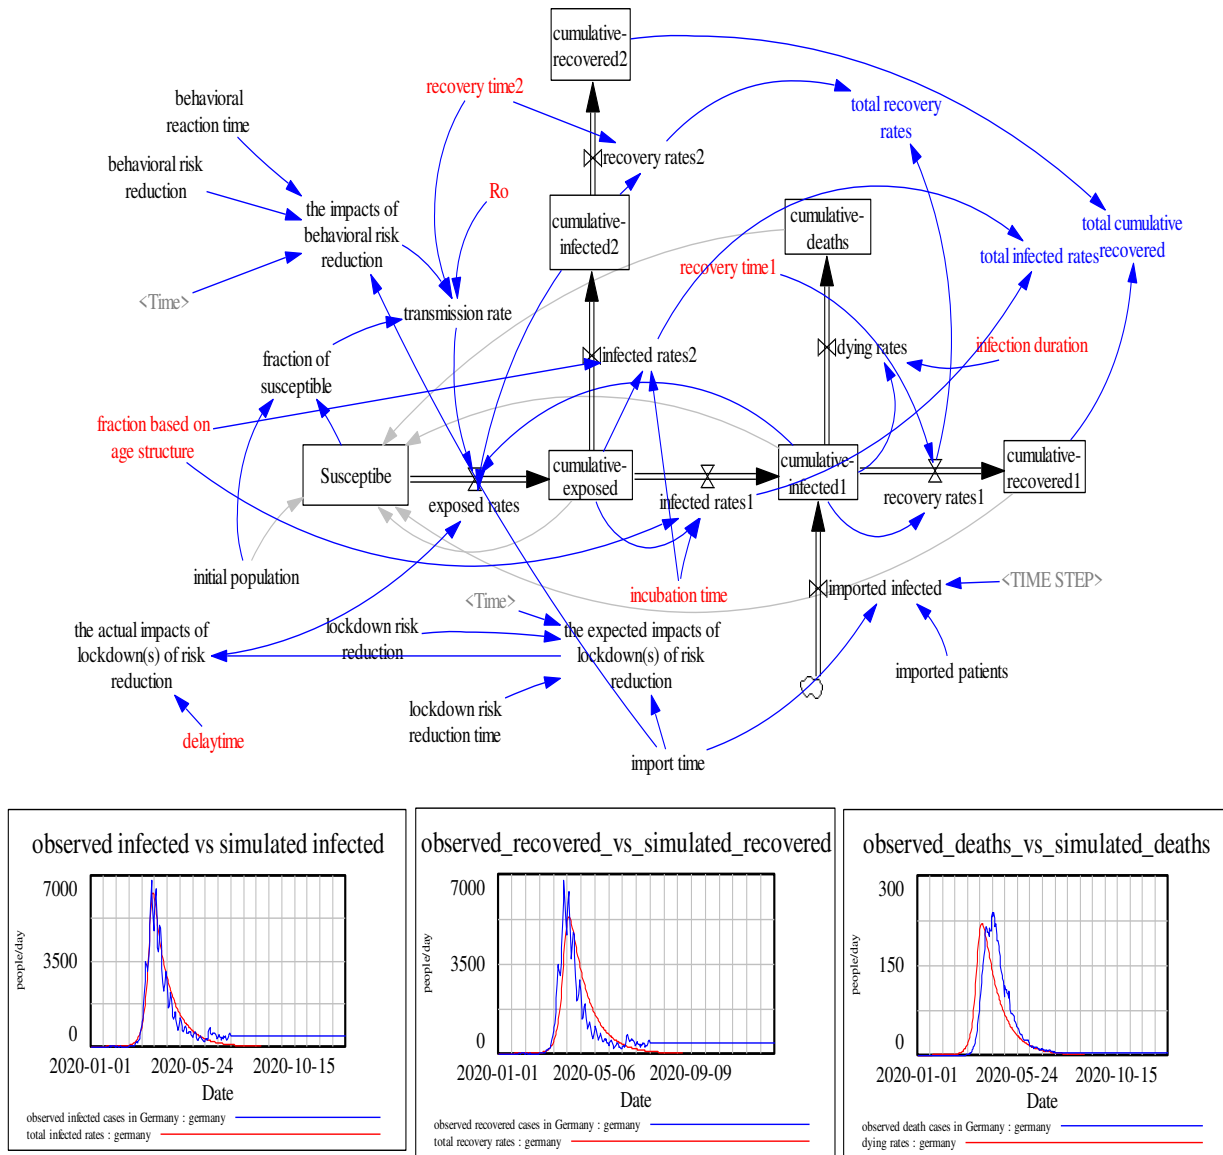 cumulative-
recovered2
recovery time2
behavioral
reaction time
total recovery
rates
behavioral risk
reduction
recovery rates2
Ro
the impacts of
behavioral risk
reduction
cumulative-
infected2
cumulative-
deaths
total cumulative
recovered
total infected rates
recovery time1
<Time>
transmission rate
fraction of
susceptible
infected rates2
dying rates
infection duration
fraction based on
age structure
Susceptibe
cumulative-
exposed
cumulative-
infected1
cumulative-
recovered1
exposed rates
infected rates1
recovery rates1
initial population
incubation time
imported infected
<TIME STEP>
<Time>
the actual impacts of
lockdown(s) of risk
reduction
lockdown risk
reduction
the expected impacts of
lockdown(s) of risk
reduction
imported patients
lockdown risk
reduction time
delaytime
import time
observed infected vs simulated infected
7000
3500
0
people/day
2020-01-01 2020-05-24 2020-10-15
Date
observed infected cases in Germany : germany
total infected rates : germany
observed_recovered_vs_simulated_recovered
7000
3500
0
people/day
2020-01-01 2020-05-06 2020-09-09
Date
observed recovered cases in Germany : germany
total recovery rates : germany
observed_deaths_vs_simulated_deaths
300
150
0
people/day
2020-01-01 2020-05-24 2020-10-15
Date
observed death cases in Germany : germany
dying rates : germany